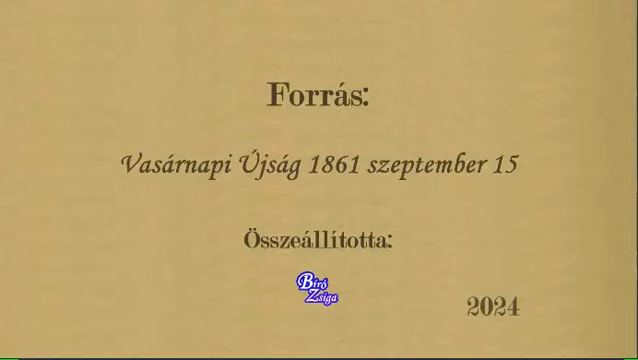 Forrás:
Vasárnapi Újság 1861 szeptember 15
Összeállította:
Bíró
Zsiga
2024